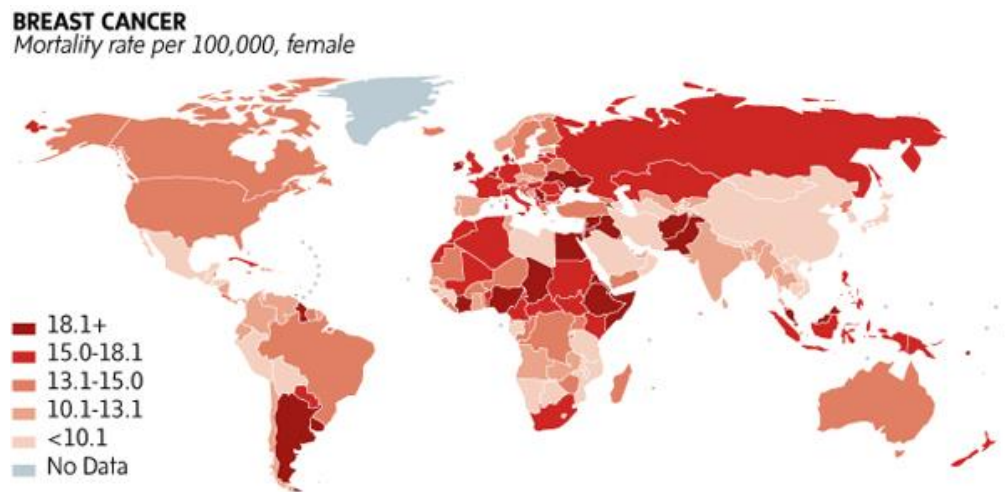 BREAST CANCER
Mortality rate per 100,000, female
18.1+
15.0-18.1
13.1-15.0
10.1-13.1
<10.1
No Data